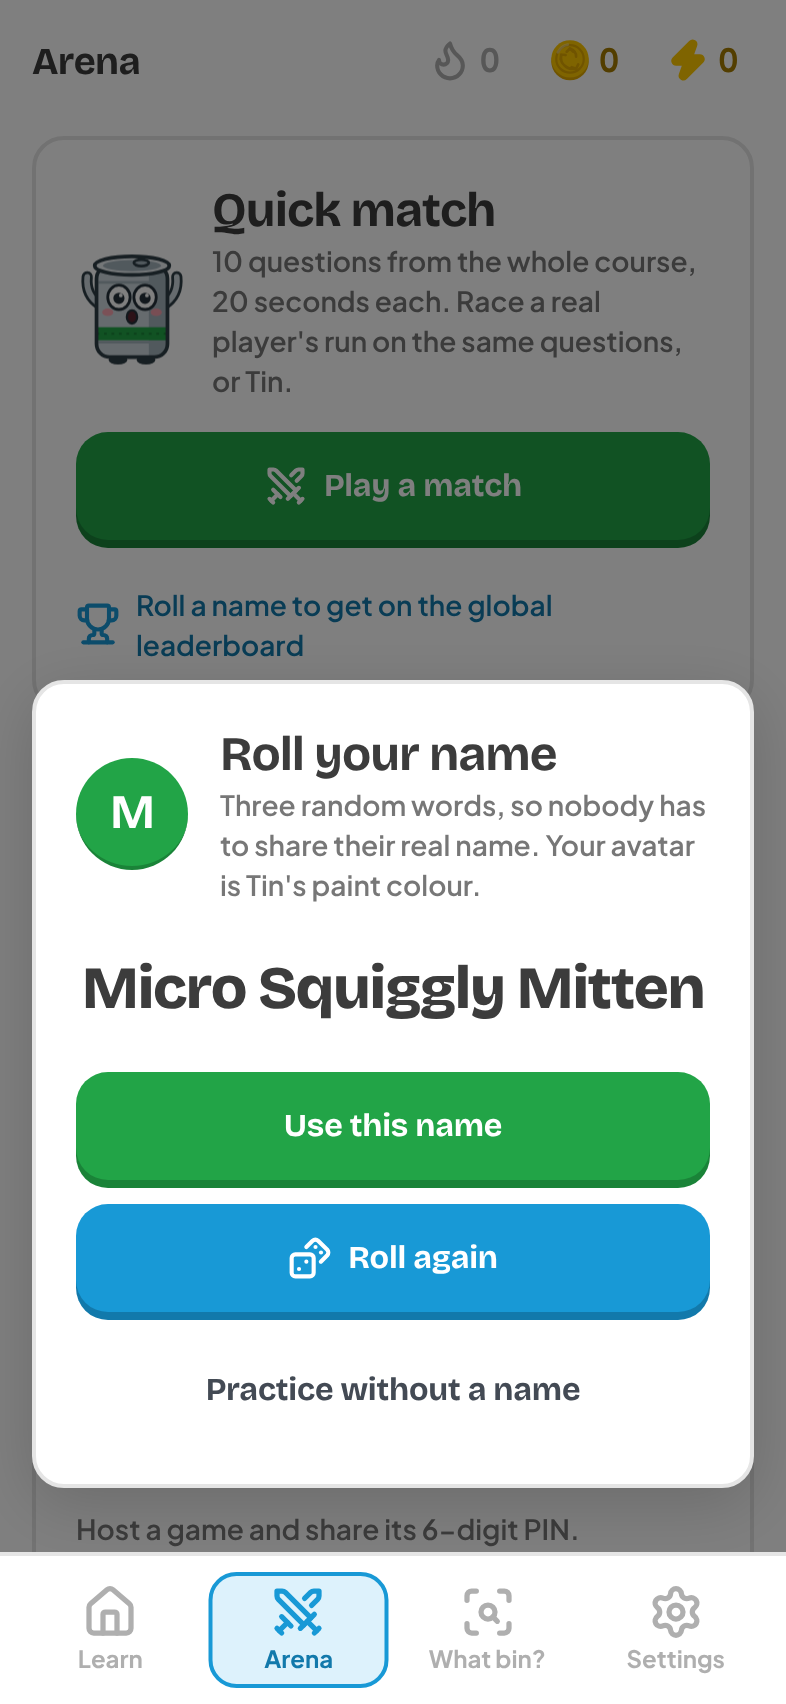 Arena
0
0
0
Quick match
10 questions from the whole course,
20 seconds each. Race a real
player's run on the same questions,
or Tin.
Play a match
Roll a name to get on the global
leaderboard
M
Roll your name
Three random words, so nobody has
to share their real name. Your avatar
is Tin's paint colour.
Micro Squiggly Mitten
Use this name
Roll again
Practice without a name
Host a game and share its 6-digit PIN.
Learn
Arena
What bin?
Settings